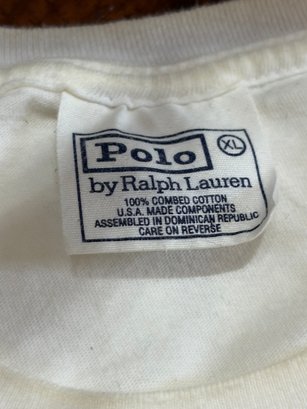 Polo XL
by Ralph Lauren
100% COMBED COTTON
U.S.A. MADE COMPONENTS
ASSEMBLED IN DOMINICAN REPUBLIC
CARE ON REVERSE